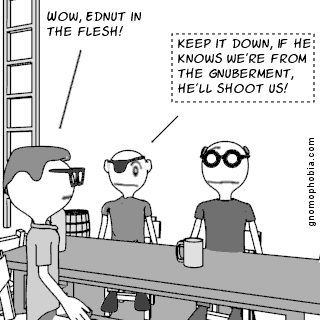 WOW, EDNUT IN
THE FLESH!
KEEP IT DOWN, IF HE
KNOWS WE'RE FROM
THE GNUBERMENT,
HE'LL SHOOT US!
gnomophobia.com